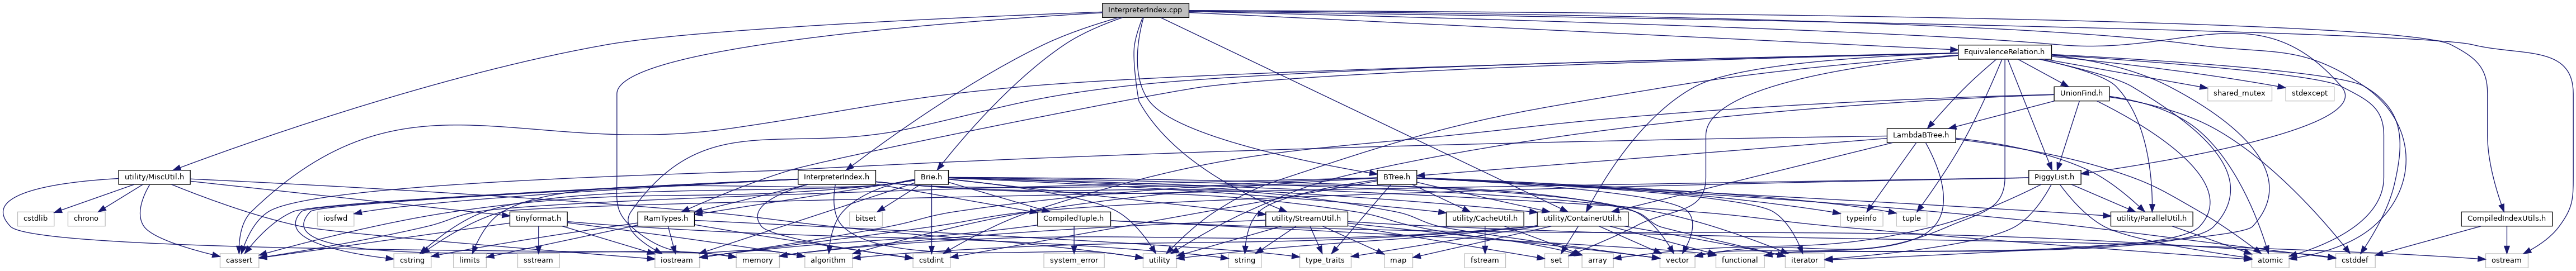 InterpreterIndex.cpp
EquivalenceRelation.h
UnionFind.h
shared_mutex
stdexcept
LambdaBTree.h
utility/MiscUtil.h
InterpreterIndex.h
Brie.h
BTree.h
PiggyList.h
cstdlib
chrono
iosfwd
tinyformat.h
RamTypes.h
bitset
CompiledTuple.h
utility/StreamUtil.h
utility/CacheUtil.h
utility/ContainerUtil.h
typeinfo
tuple
utility/ParallelUtil.h
CompiledIndexUtils.h
cassert
cstring
limits
sstream
iostream
memory
algorithm
cstdint
system_error
utility
string
type_traits
map
fstream
set
array
vector
functional
iterator
atomic
cstddef
ostream